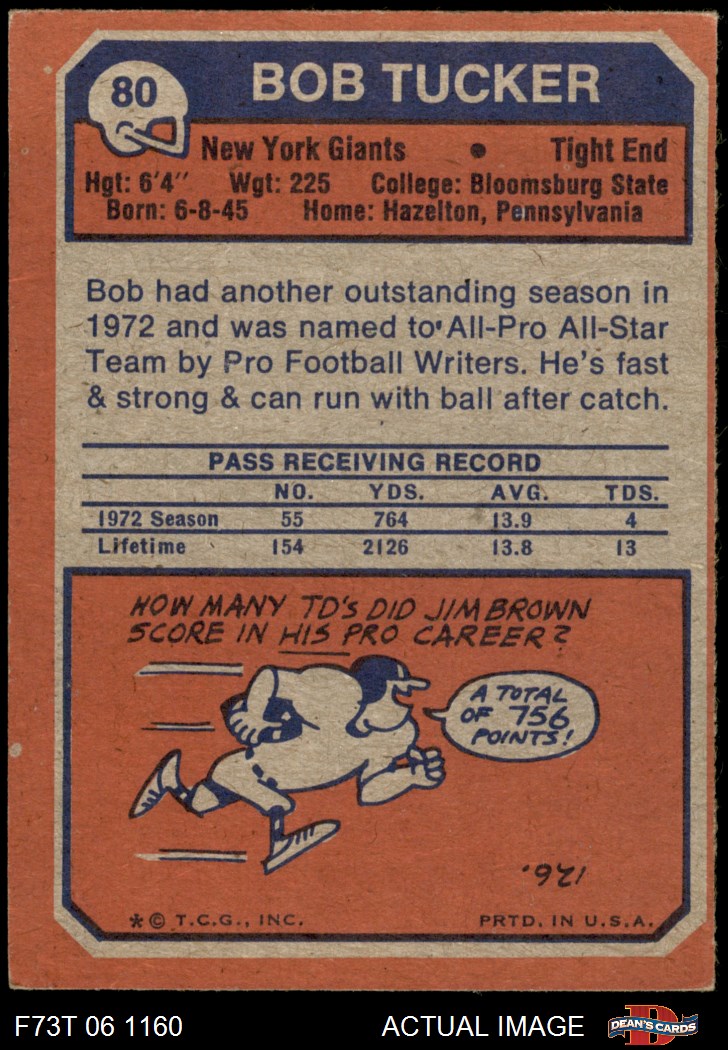 80
BOB TUCKER
New York Giants • Tight End
Hgt: 6'4" Wgt: 225 College: Bloomsburg State
Born: 6-8-45 Home: Hazelton, Pennsylvania
Bob had another outstanding season in
1972 and was named to All-Pro All-Star
Team by Pro Football Writers. He's fast
& strong & can run with ball after catch.
PASS RECEIVING RECORD
NO. YDS. AVG. TDS.
1972 Season 55 764 13.9 4
Lifetime 154 2126 13.8 13
HOW MANY TD'S DID JIM BROWN
SCORE IN HIS PRO CAREER?
A TOTAL
OF 756
POINTS!
126.
* © T.C.G., INC. PRTD. IN U.S.A.
F73T 06 1160 ACTUAL IMAGE DEAN'S CARDS